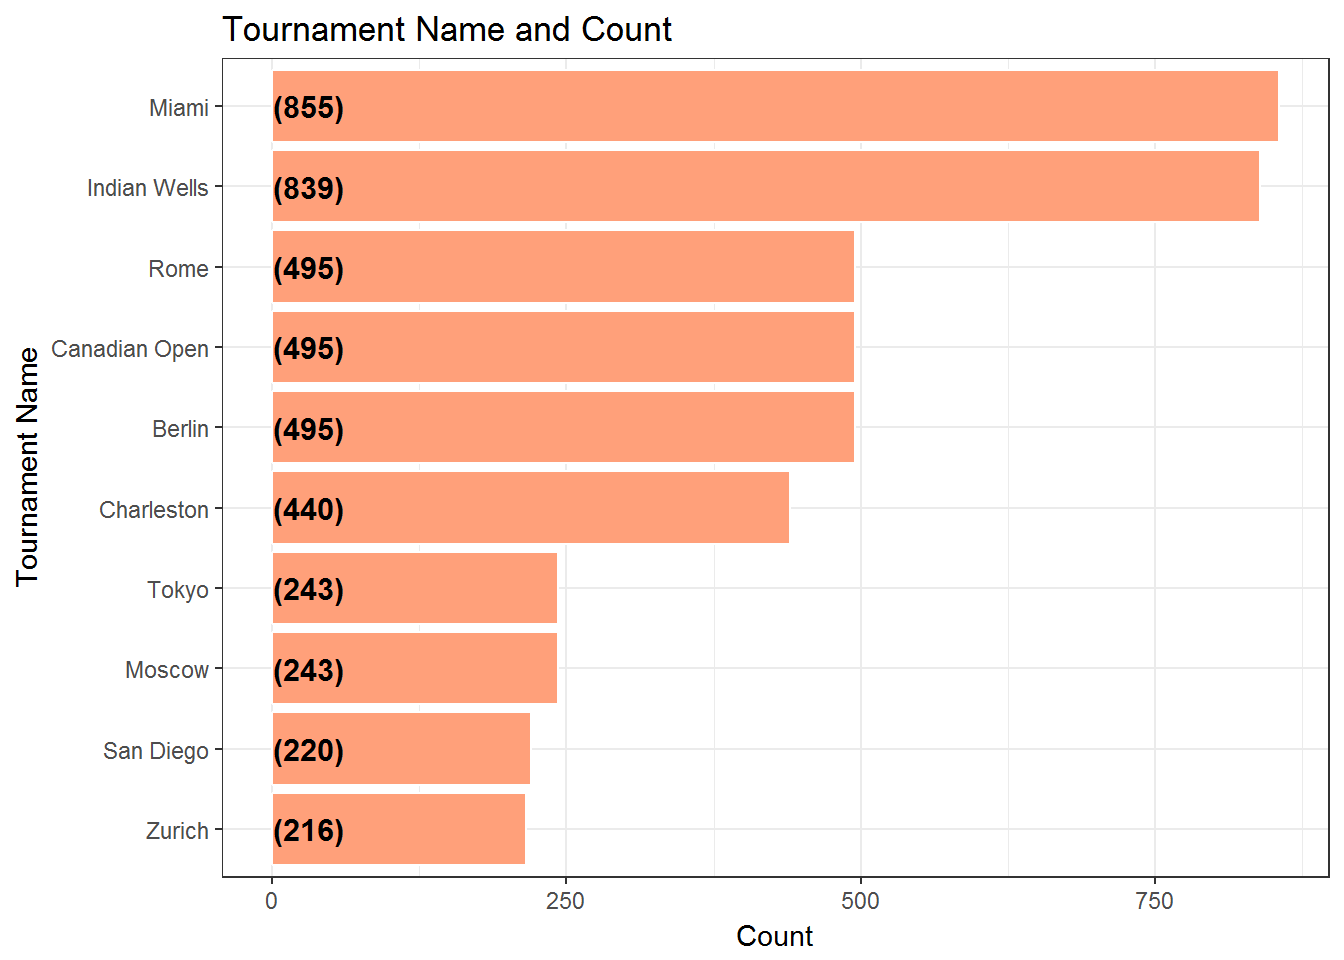 Tournament Name and Count
Tournament Name
Miami (855)
Indian Wells (839)
Rome (495)
Canadian Open (495)
Berlin (495)
Charleston (440)
Tokyo (243)
Moscow (243)
San Diego (220)
Zurich (216)
0 250 500 750
Count